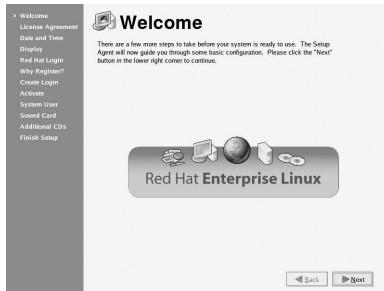 Welcome
License Agreement
Date and Time
Display
Red Hat Login
Why Register?
Create Login
Activate
System User
Sound Card
Additional CDs
Finish Setup
Welcome
There are a few more steps to take before your system is ready to use. The Setup
Agent will now guide you through some basic configuration. Please click the "Next"
button in the lower right corner to continue.
Red Hat Enterprise Linux
Back
Next